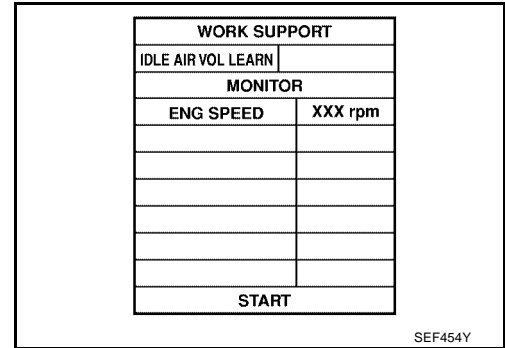 WORK SUPPORT
IDLE AIR VOL LEARN
MONITOR
ENG SPEED XXX rpm
START
SEF454Y